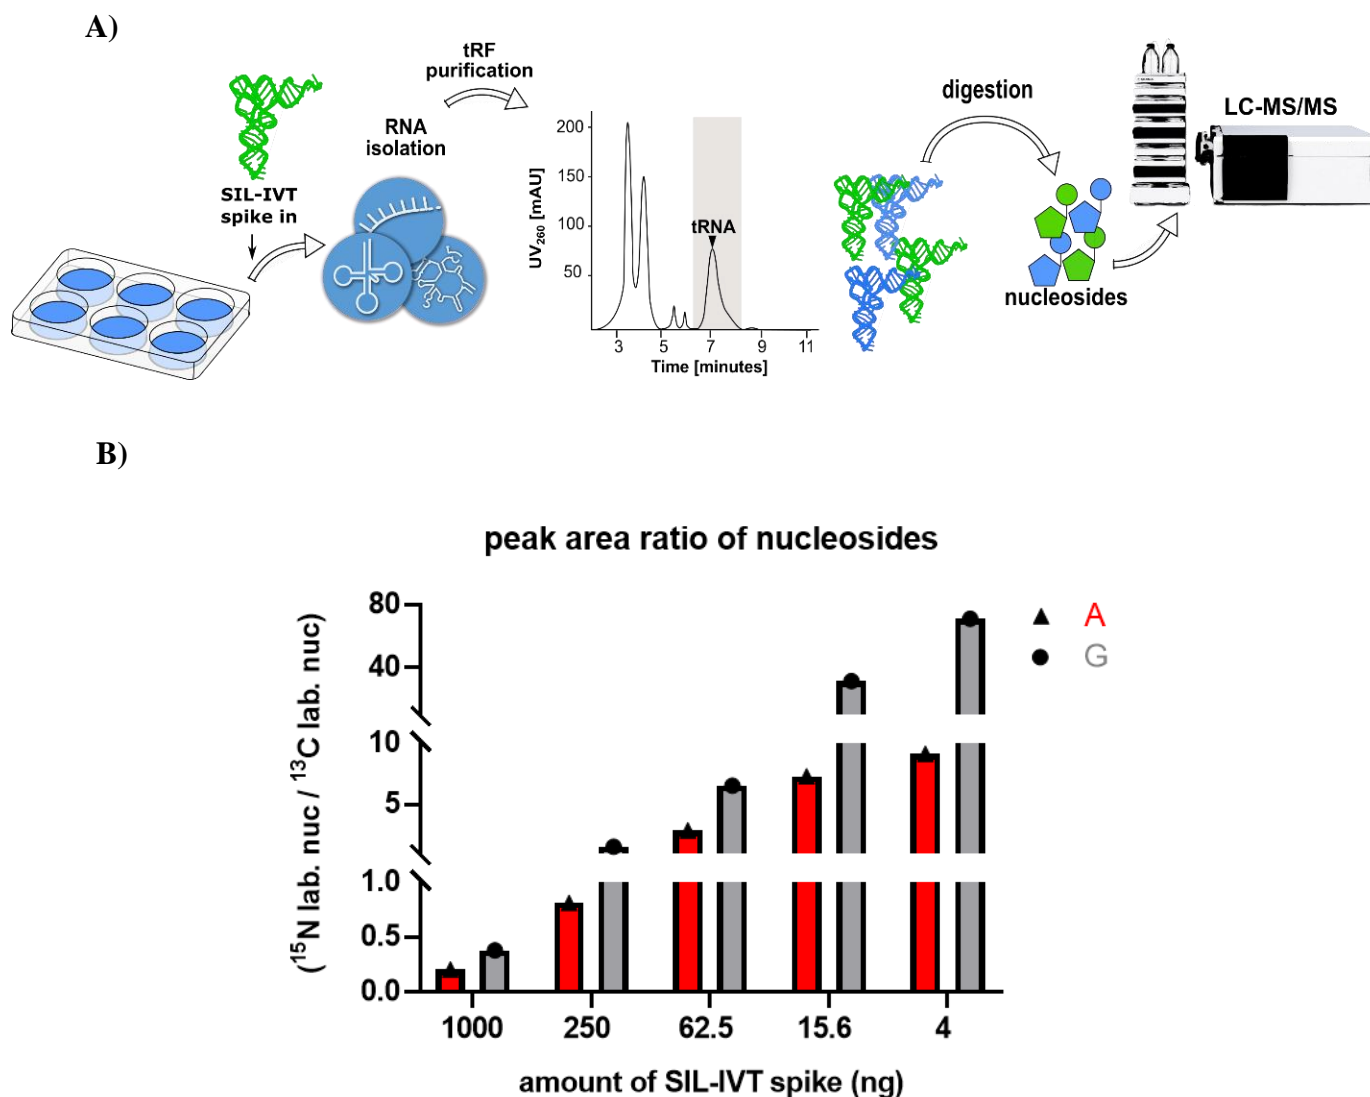 A)
tRF
purification
RNA
isolation
SIL-IVT
spike in
200
150
100
50
UV260 [mAU]
tRNA
3 5 7 9 11
Time [minutes]
digestion
nucleosides
LC-MS/MS
B)
peak area ratio of nucleosides
(15N lab. nuc / 13C lab. nuc)
80
40
10
5
1.0
0.5
0.0
A
G
1000 250 62.5 15.6 4
amount of SIL-IVT spike (ng)